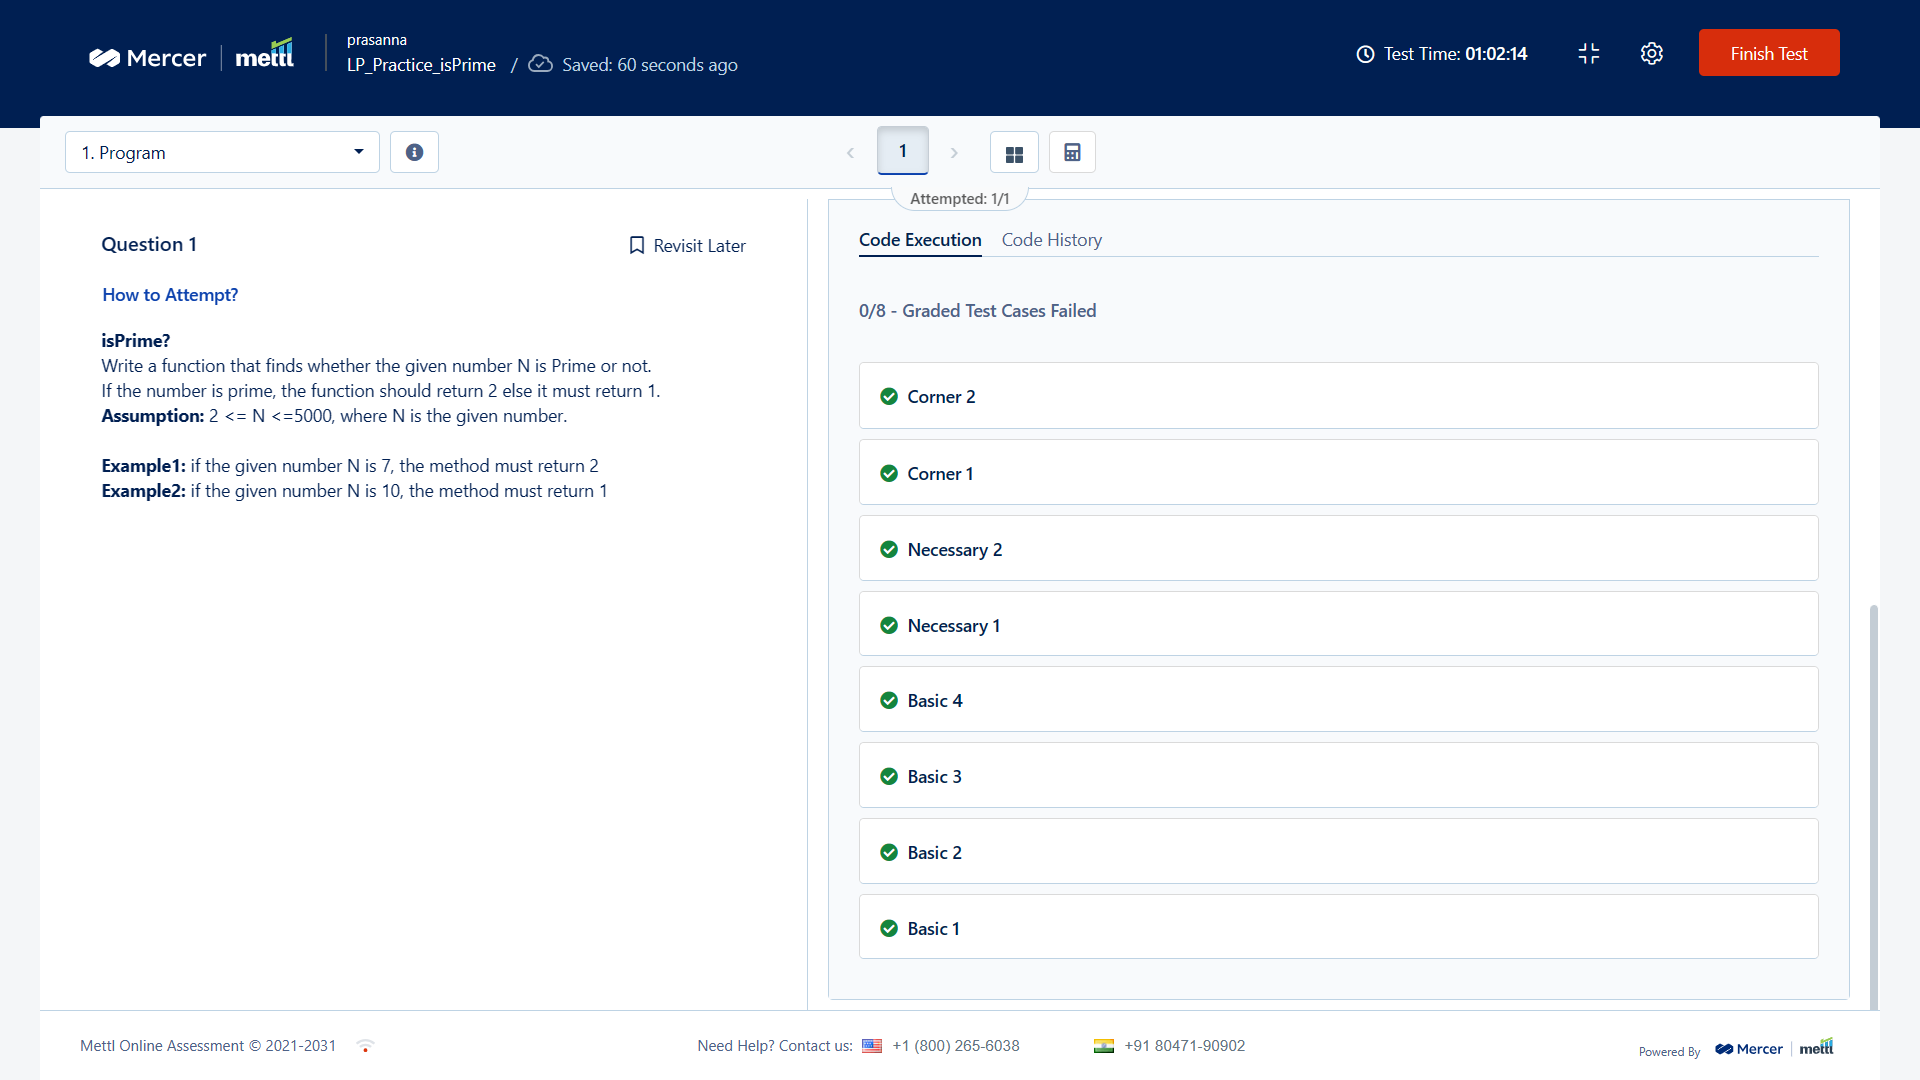 Mercer | mettl
prasanna
LP_Practice_isPrime / Saved: 60 seconds ago
Test Time: 01:02:14
Finish Test
1. Program
1
Attempted: 1/1
Question 1
Revisit Later
How to Attempt?
isPrime?
Write a function that finds whether the given number N is Prime or not.
If the number is prime, the function should return 2 else it must return 1.
Assumption: 2 <= N <=5000, where N is the given number.
Example1: if the given number N is 7, the method must return 2
Example2: if the given number N is 10, the method must return 1
Code Execution
Code History
0/8 - Graded Test Cases Failed
Corner 2
Corner 1
Necessary 2
Necessary 1
Basic 4
Basic 3
Basic 2
Basic 1
Mettl Online Assessment © 2021-2031
Need Help? Contact us: +1 (800) 265-6038
+91 80471-90902
Powered By Mercer | mettl